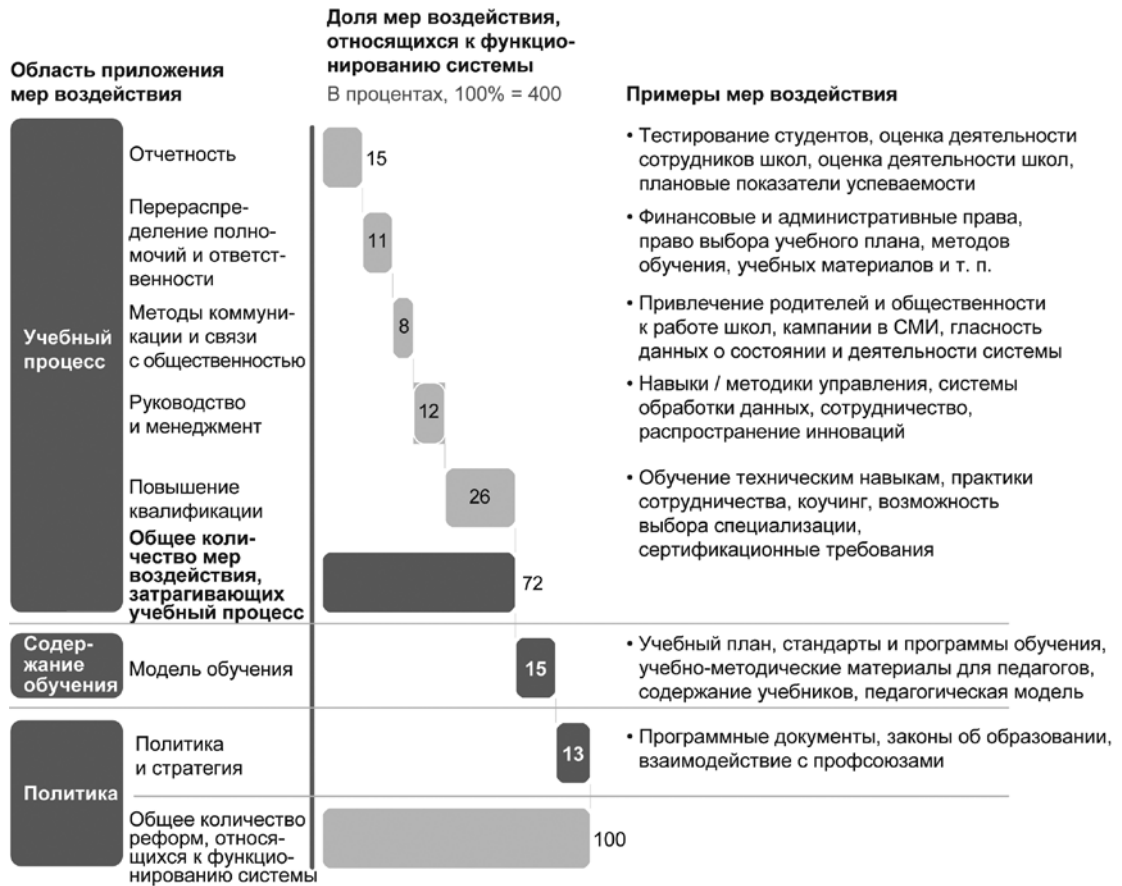 Область приложения
мер воздействия
Доля мер воздействия,
относящихся к функцио-
нированию системы
В процентах, 100% = 400
Примеры мер воздействия
Учебный
процесс
Отчетность
15
• Тестирование студентов, оценка деятельности
сотрудников школ, оценка деятельности школ,
плановые показатели успеваемости
Перераспре-
деление полно-
мочий и ответст-
венности
11
• Финансовые и административные права,
право выбора учебного плана, методов
обучения, учебных материалов и т. п.
Методы коммуни-
кации и связи
с общественностью
8
• Привлечение родителей и общественности
к работе школ, кампании в СМИ, гласность
данных о состоянии и деятельности системы
Руководство
и менеджмент
12
• Навыки / методики управления, системы
обработки данных, сотрудничество,
распространение инноваций
Повышение
квалификации
26
• Обучение техническим навыкам, практики
сотрудничества, коучинг, возможность
выбора специализации,
сертификационные требования
Общее коли-
чество мер
воздействия,
затрагивающих
учебный процесс
72
Содер-
жание
обучения
Модель обучения
15
• Учебный план, стандарты и программы обучения,
учебно-методические материалы для педагогов,
содержание учебников, педагогическая модель
Политика
Политика
и стратегия
13
• Программные документы, законы об образовании,
взаимодействие с профсоюзами
Общее количество
реформ, относя-
щихся к функцио-
нированию системы
100